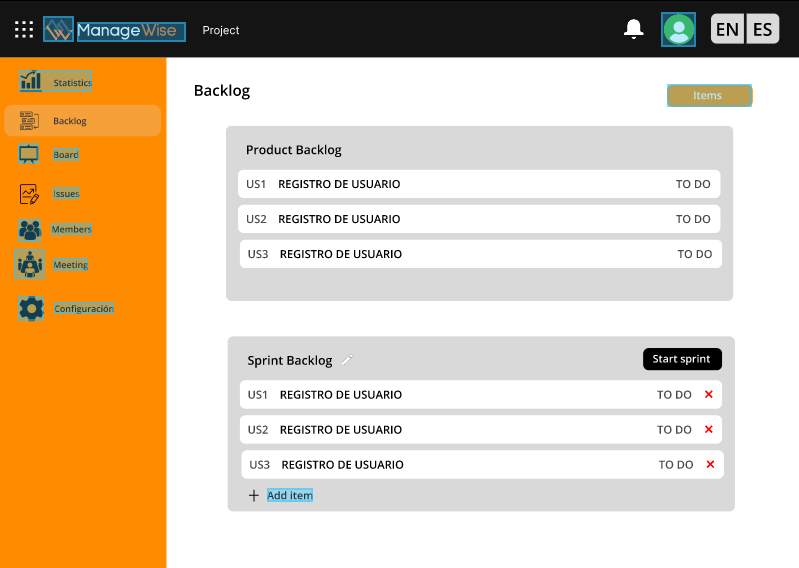 ManageWise
Project
EN ES
Statistics
Backlog
Board
Issues
Members
Meeting
Configuración
Backlog
Items
Product Backlog
US1 REGISTRO DE USUARIO TO DO
US2 REGISTRO DE USUARIO TO DO
US3 REGISTRO DE USUARIO TO DO
Sprint Backlog
Start sprint
US1 REGISTRO DE USUARIO TO DO
US2 REGISTRO DE USUARIO TO DO
US3 REGISTRO DE USUARIO TO DO
Add item